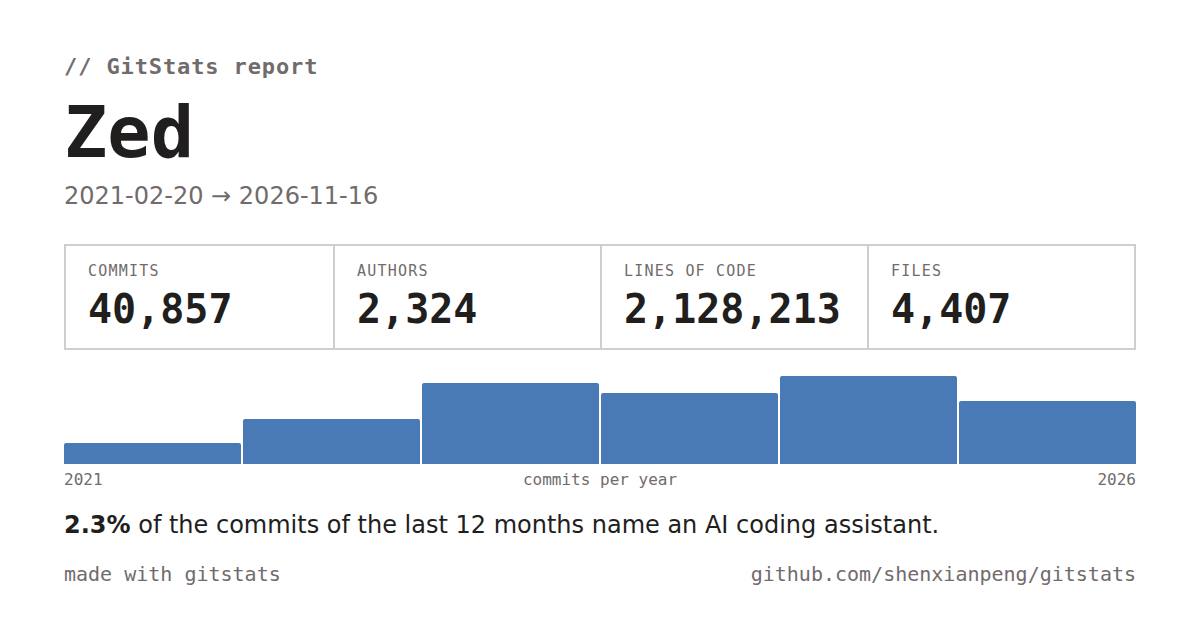 // GitStats report
Zed
2021-02-20 → 2026-11-16
COMMITS AUTHORS LINES OF CODE FILES
40,857 2,324 2,128,213 4,407
2021 commits per year 2026
2.3% of the commits of the last 12 months name an AI coding assistant.
made with gitstats github.com/shenxianpeng/gitstats